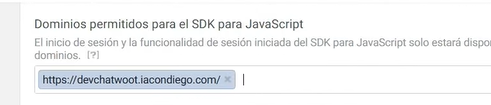 Dominios permitidos para el SDK para JavaScript
El inicio de sesión y la funcionalidad de sesión iniciada del SDK para JavaScript solo estará
dominios. [?]
https://devchatwoot.iacondiego.com/ ×